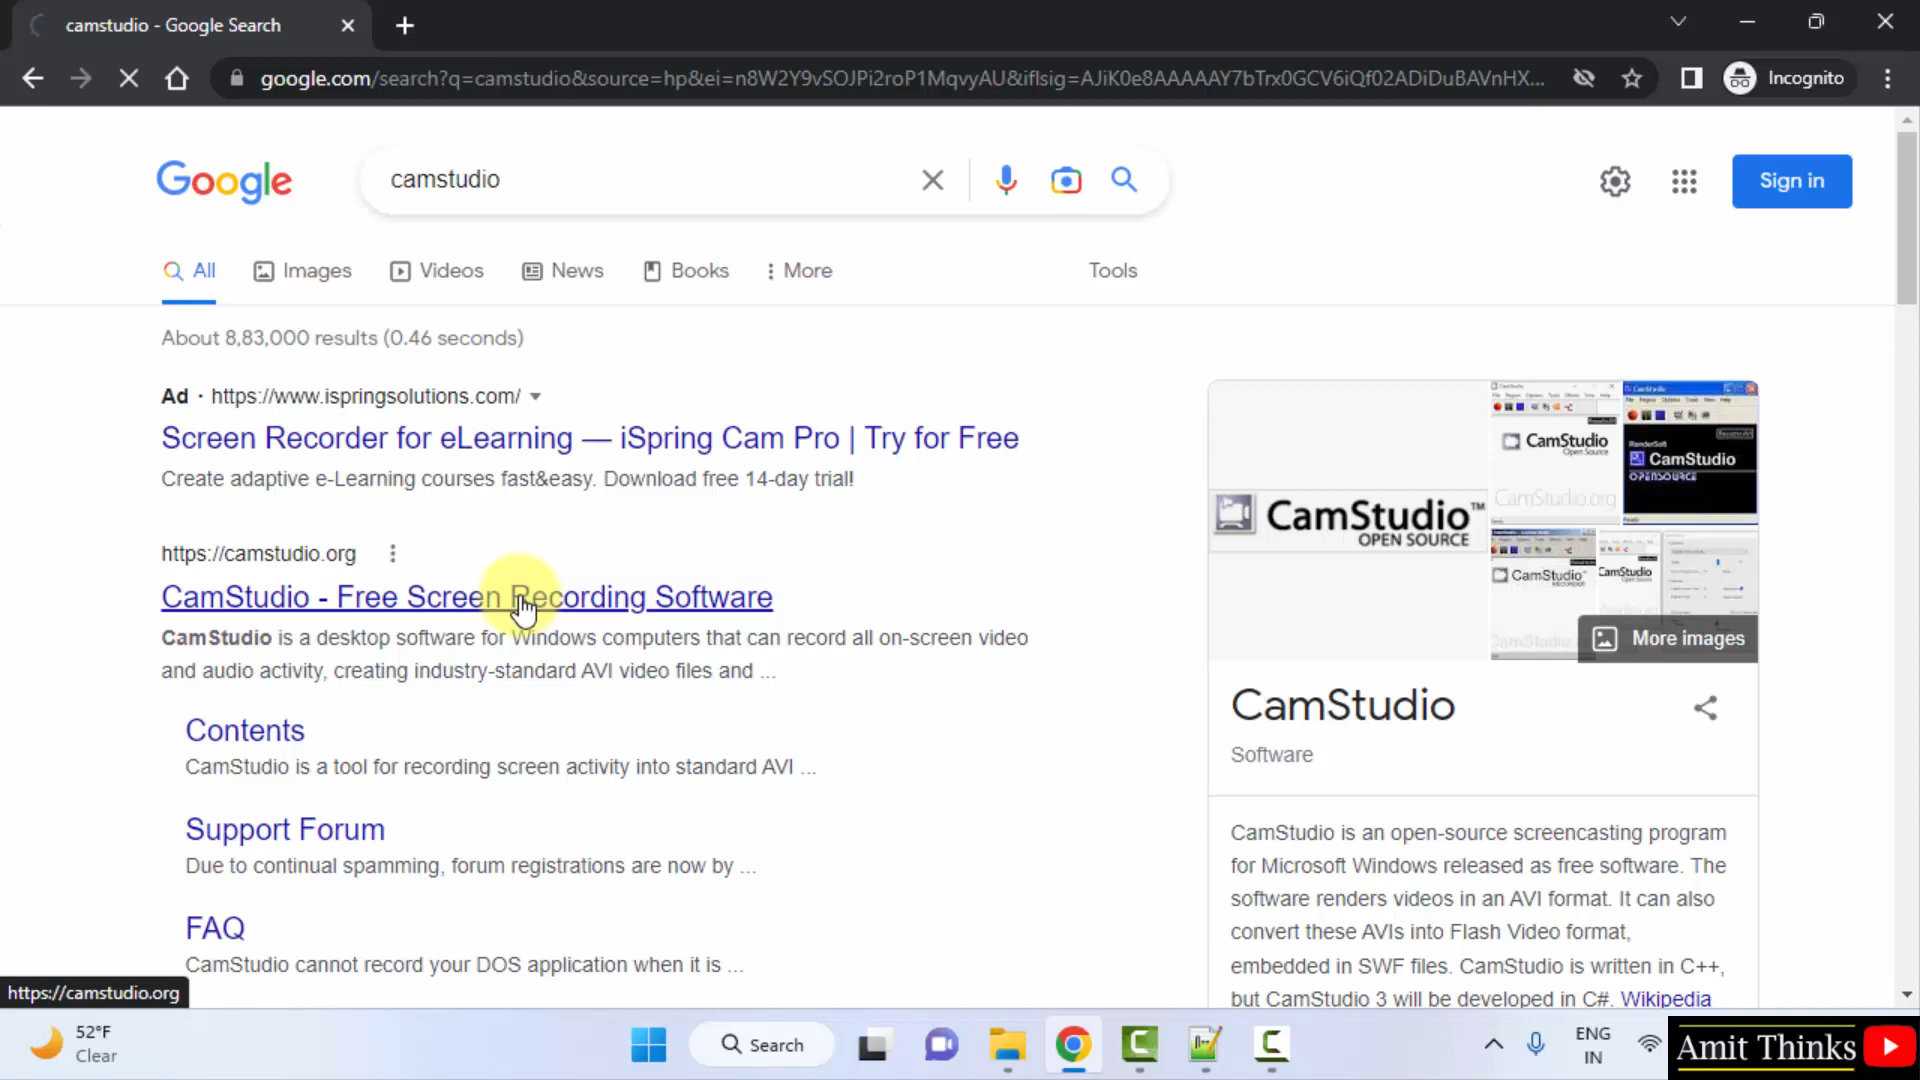 camstudio - Google Search
google.com/search?q=camstudio&source=hp&ei=n8W2Y9vSOJPi2roP1MqvyAU&iflsig=AJiK0e8AAAAAY7bTrx0GCV6iQf02ADiDuBAVnHX...
Incognito
Google
camstudio
Sign in
All
Images
Videos
News
Books
More
Tools
About 8,83,000 results (0.46 seconds)
Ad · https://www.ispringsolutions.com/
Screen Recorder for eLearning — iSpring Cam Pro | Try for Free
Create adaptive e-Learning courses fast&easy. Download free 14-day trial!
https://camstudio.org
CamStudio - Free Screen Recording Software
CamStudio is a desktop software for Windows computers that can record all on-screen video
and audio activity, creating industry-standard AVI video files and ...
Contents
CamStudio is a tool for recording screen activity into standard AVI ...
Support Forum
Due to continual spamming, forum registrations are now by ...
FAQ
CamStudio cannot record your DOS application when it is ...
https://camstudio.org
CamStudio™
OPEN SOURCE
CamStudio
Open Source
CamStudio.org
RenderSoft
CamStudio
OPENSOURCE
CamStudio
CamStudio
More images
CamStudio
Software
CamStudio is an open-source screencasting program
for Microsoft Windows released as free software. The
software renders videos in an AVI format. It can also
convert these AVIs into Flash Video format,
embedded in SWF files. CamStudio is written in C++,
but CamStudio 3 will be developed in C#. Wikipedia
52°F
Clear
Search
ENG
IN
Amit Thinks